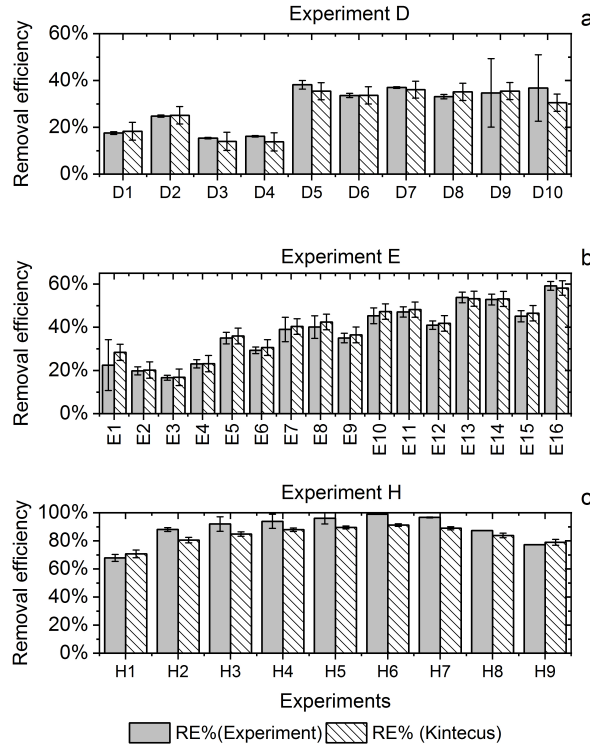 Experiment D
a
Removal efficiency
60%
40%
20%
0%
D1 D2 D3 D4 D5 D6 D7 D8 D9 D10
Experiment E
b
Removal efficiency
60%
40%
20%
0%
E1 E2 E3 E4 E5 E6 E7 E8 E9 E10 E11 E12 E13 E14 E15 E16
Experiment H
c
Removal efficiency
100%
80%
60%
40%
20%
0%
H1 H2 H3 H4 H5 H6 H7 H8 H9
Experiments
RE%(Experiment) RE% (Kintecus)